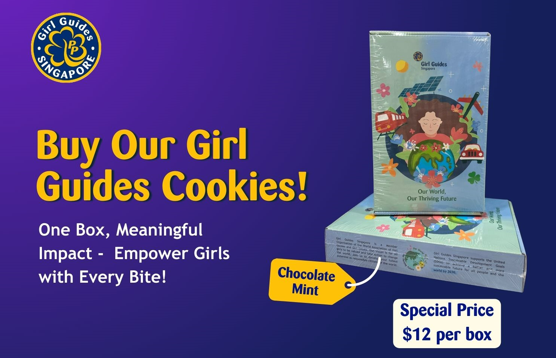 Girl Guides
PP
SINGAPORE
Buy Our Girl
Guides Cookies!
One Box, Meaningful
Impact - Empower Girls
with Every Bite!
Girl Guides
Singapore
Our World,
Our Thriving Future
Chocolate
Mint
Special Price
$12 per box